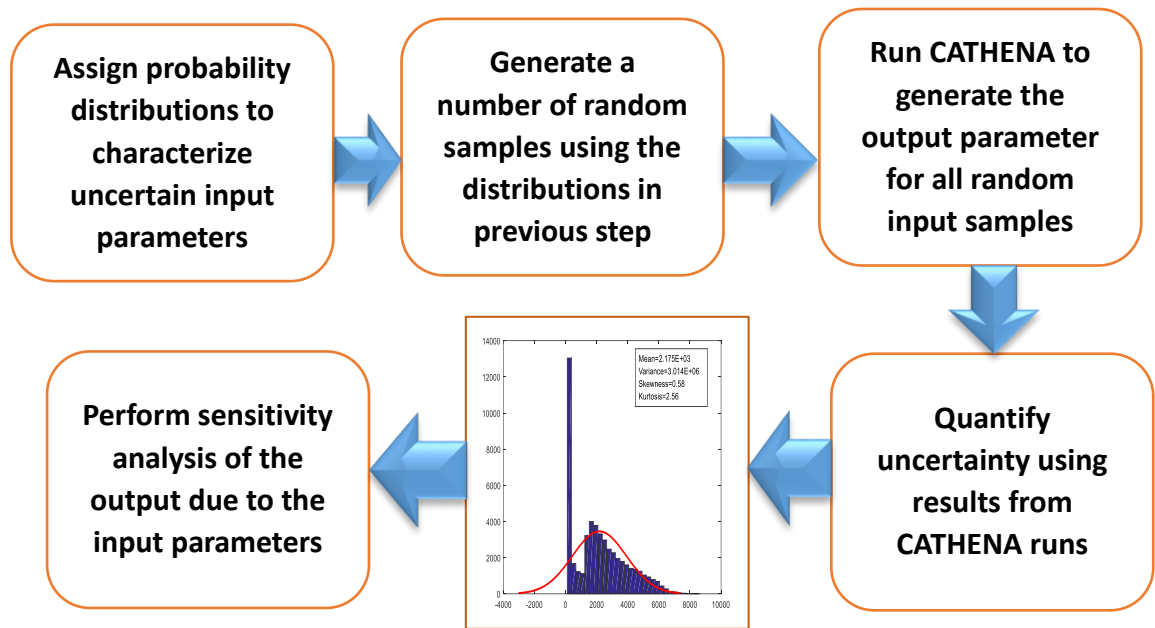 Assign probability
distributions to
characterize
uncertain input
parameters
Generate a
number of random
samples using the
distributions in
previous step
Run CATHENA to
generate the
output parameter
for all random
input samples
Quantify
uncertainty using
results from
CATHENA runs
14000
12000
10000
8000
6000
4000
2000
0
-4000 -2000 0 2000 4000 6000 8000 10000
Mean=2.175E+03
Variance=3.014E+06
Skewness=0.58
Kurtosis=2.56
Perform sensitivity
analysis of the
output due to the
input parameters